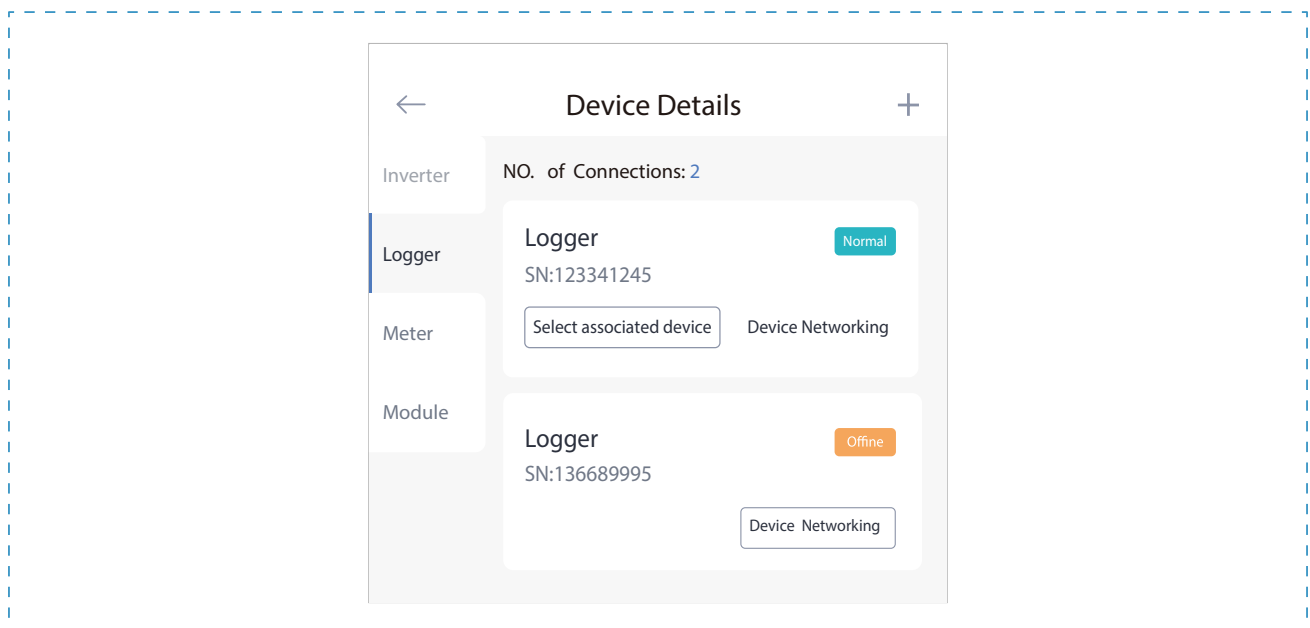 Device Details
Inverter
Logger
Meter
Module
NO. of Connections: 2
Logger
Normal
SN:123341245
Select associated device
Device Networking
Logger
Offine
SN:136689995
Device Networking